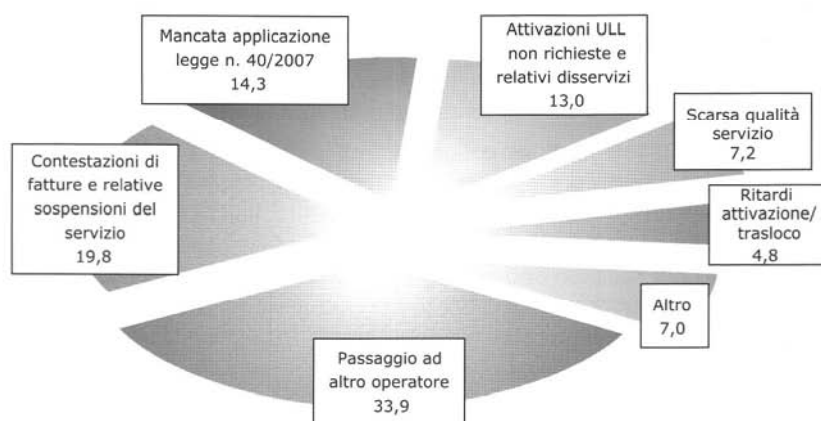 Mancata applicazione
legge n. 40/2007
14,3
Attivazioni ULL
non richieste e
relativi disservizi
13,0
Scarsa qualità
servizio
7,2
Contestazioni di
fatture e relative
sospensioni del
servizio
19,8
Ritardi
attivazione/
trasloco
4,8
Altro
7,0
Passaggio ad
altro operatore
33,9